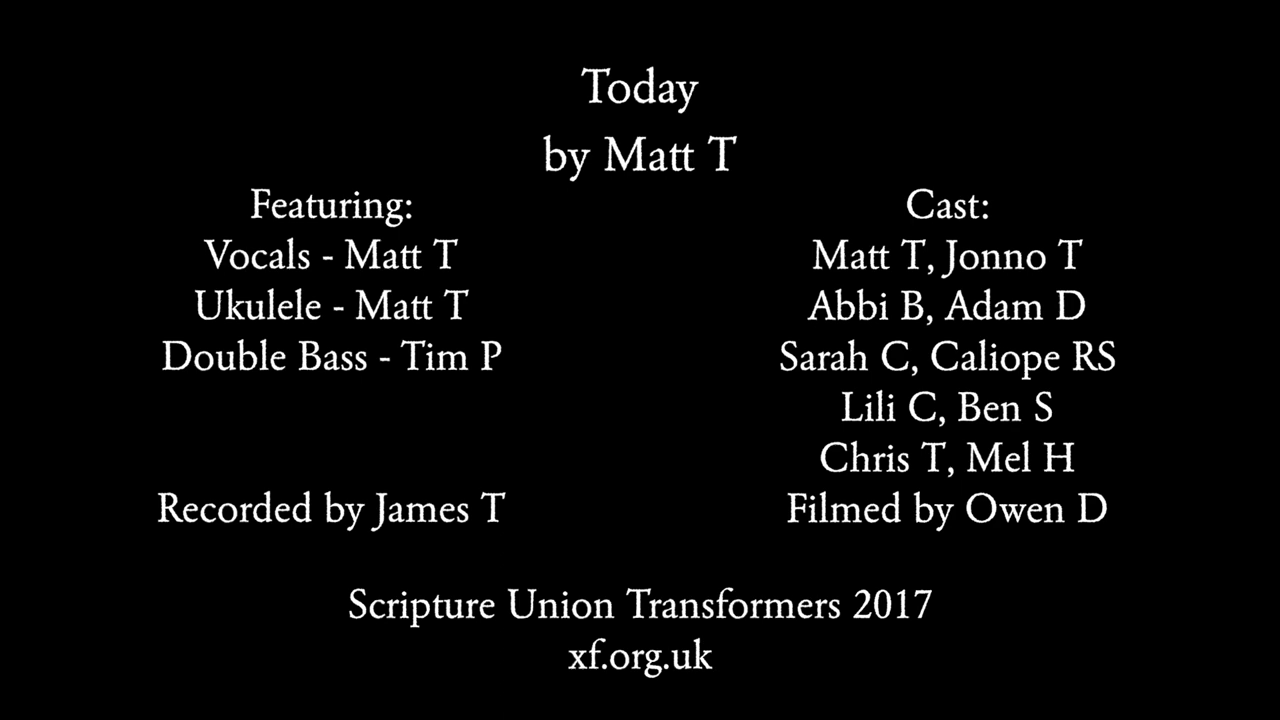 Today
by Matt T
Featuring:
Vocals - Matt T
Ukulele - Matt T
Double Bass - Tim P
Recorded by James T
Cast:
Matt T, Jonno T
Abbi B, Adam D
Sarah C, Caliope RS
Lili C, Ben S
Chris T, Mel H
Filmed by Owen D
Scripture Union Transformers 2017
xf.org.uk